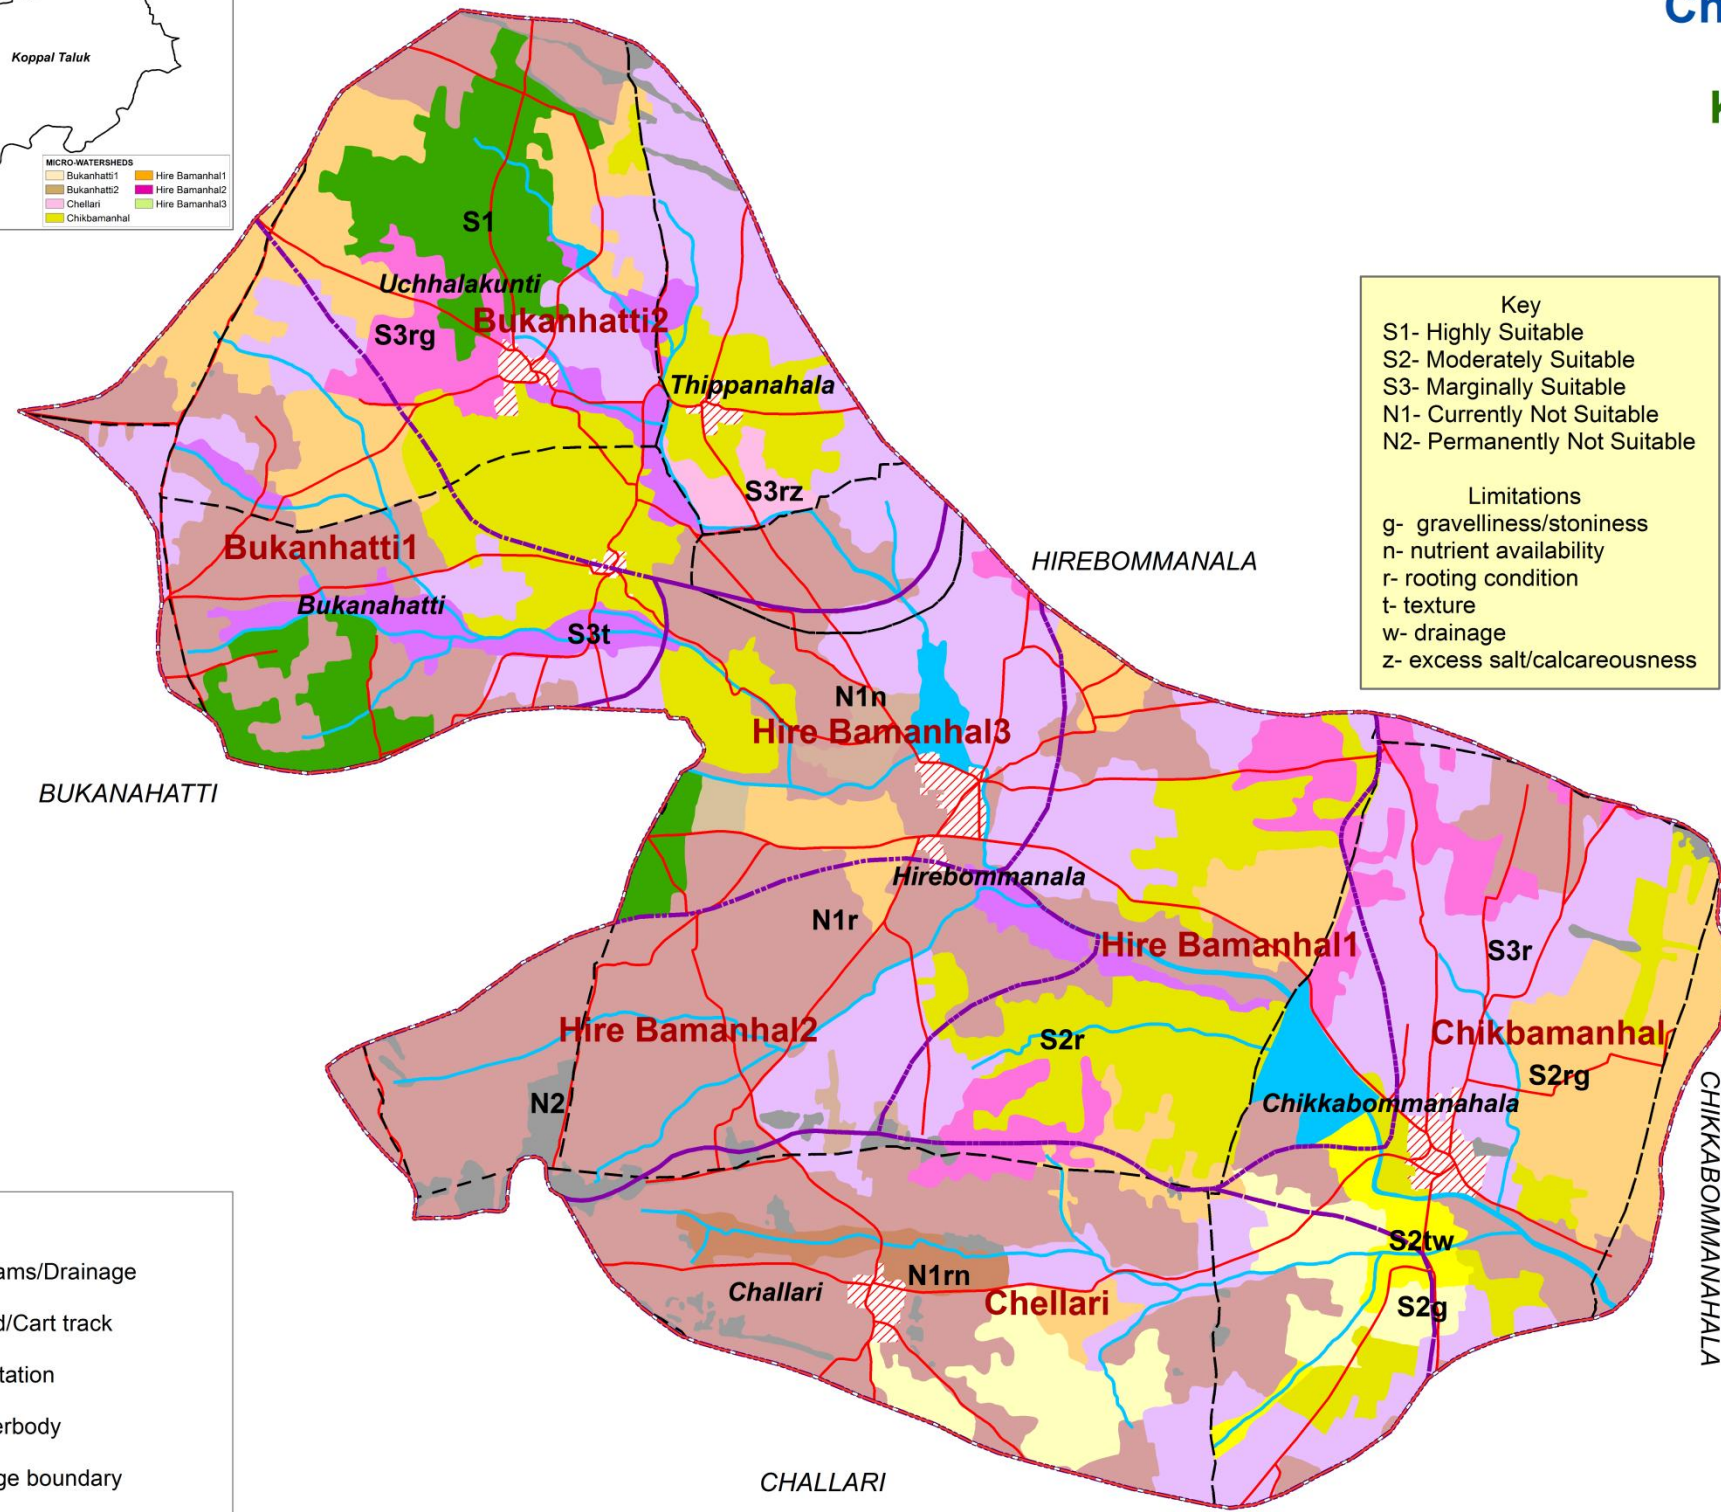 Koppal Taluk
MICRO-WATERSHEDS
Bukanhatti1
Hire Bamanhal1
Bukanhatti2
Hire Bamanhal2
Chellari
Hire Bamanhal3
Chikbamanhal
Ch
K
Key
S1- Highly Suitable
S2- Moderately Suitable
S3- Marginally Suitable
N1- Currently Not Suitable
N2- Permanently Not Suitable
Limitations
g- gravelliness/stoniness
n- nutrient availability
r- rooting condition
t- texture
w- drainage
z- excess salt/calcareousness
S1
Uchhalakunti
Bukanhatti2
S3rg
Thippanahala
S3rz
Bukanhatti1
HIREBOMMANALA
Bukanahatti
S3t
N1n
Hire Bamanhal3
BUKANAHATTI
Hirebommanala
N1r
Hire Bamanhal1
S3r
Hire Bamanhal2
S2r
Chikbamanhal
S2rg
N2
Chikkabommanahala
CHIKKABOMMANAHALA
S2tw
N1rn
Challari
Chellari
S2g
CHALLARI
ams/Drainage
d/Cart track
tation
erbody
ge boundary